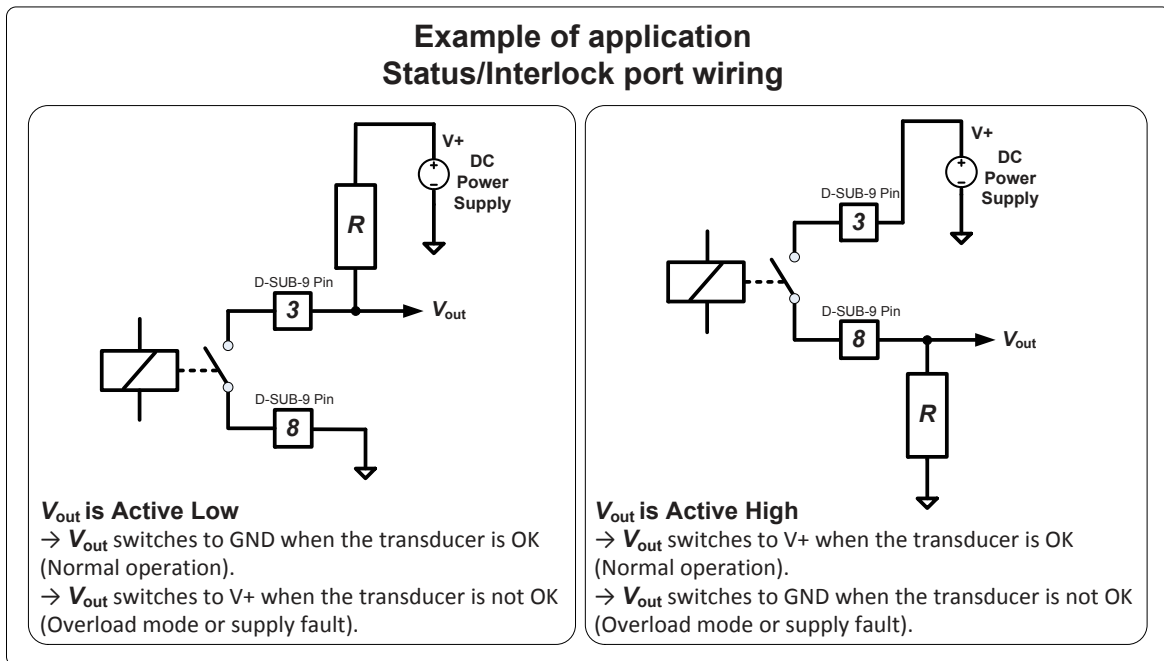 Example of application
Status/Interlock port wiring
V+
DC
Power
Supply
R
D-SUB-9 Pin
3
Vout
D-SUB-9 Pin
8
Vout is Active Low
→ Vout switches to GND when the transducer is OK
(Normal operation).
→ Vout switches to V+ when the transducer is not OK
(Overload mode or supply fault).
V+
DC
Power
Supply
D-SUB-9 Pin
3
D-SUB-9 Pin
8
Vout
R
Vout is Active High
→ Vout switches to V+ when the transducer is OK
(Normal operation).
→ Vout switches to GND when the transducer is not OK
(Overload mode or supply fault).